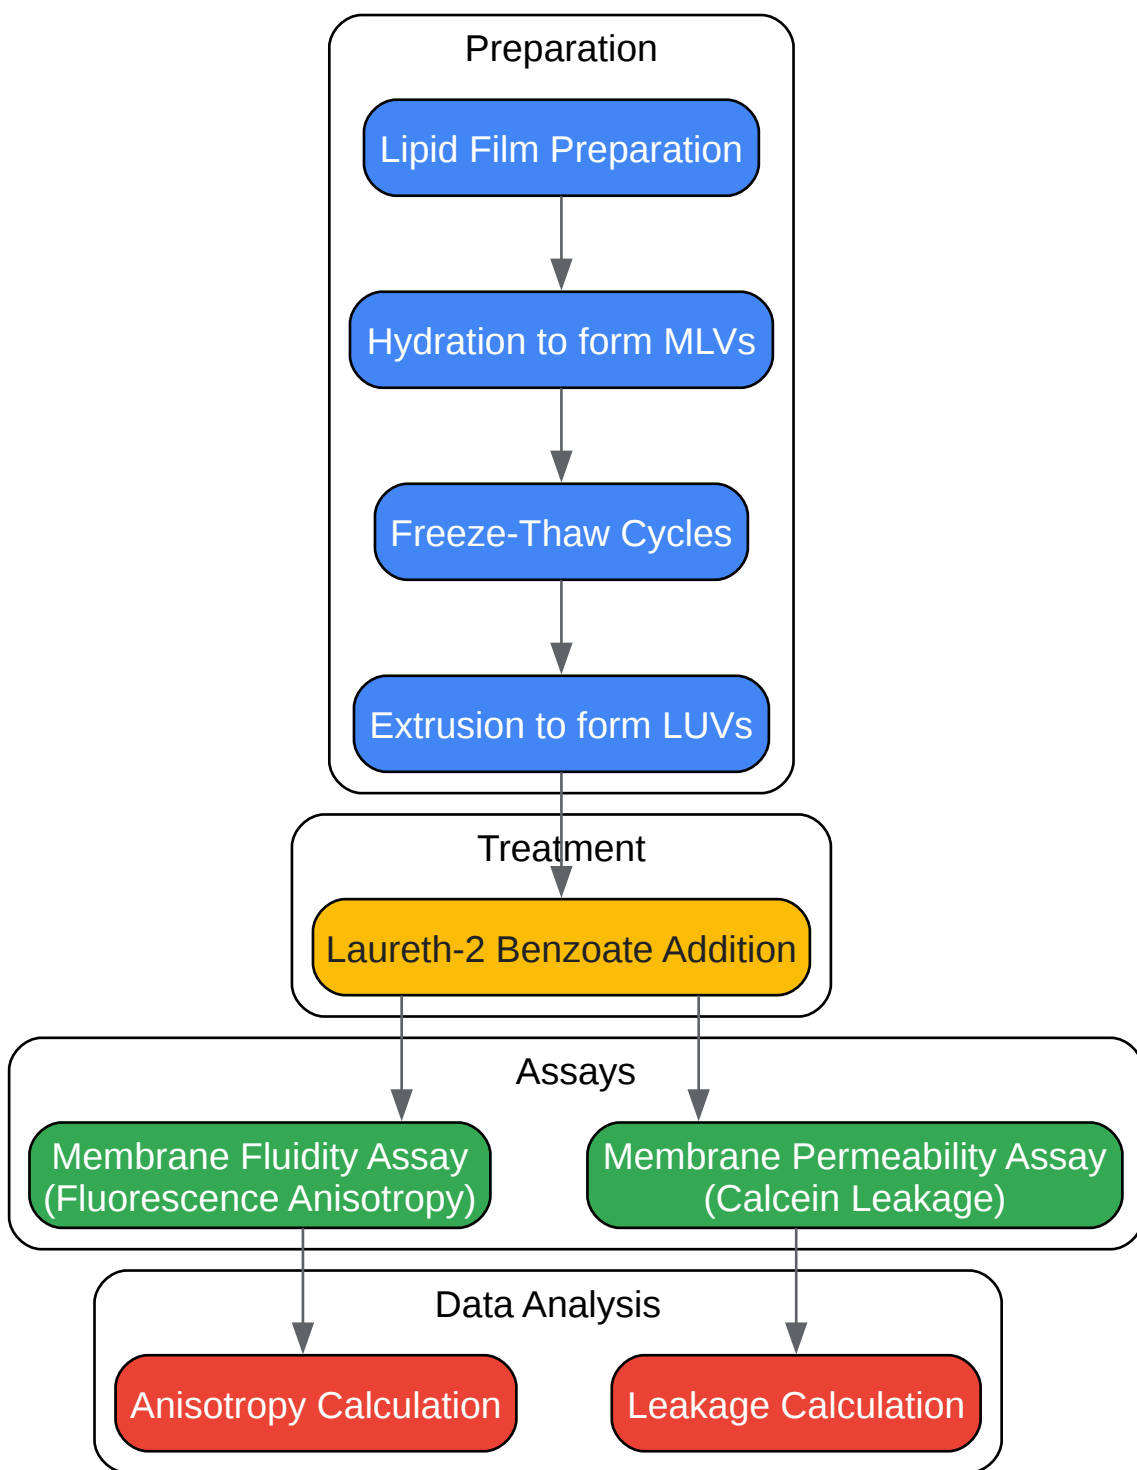 Preparation
Lipid Film Preparation
Hydration to form MLVs
Freeze-Thaw Cycles
Extrusion to form LUVs
Treatment
Laureth-2 Benzoate Addition
Assays
Membrane Fluidity Assay
(Fluorescence Anisotropy)
Membrane Permeability Assay
(Calcein Leakage)
Data Analysis
Anisotropy Calculation
Leakage Calculation